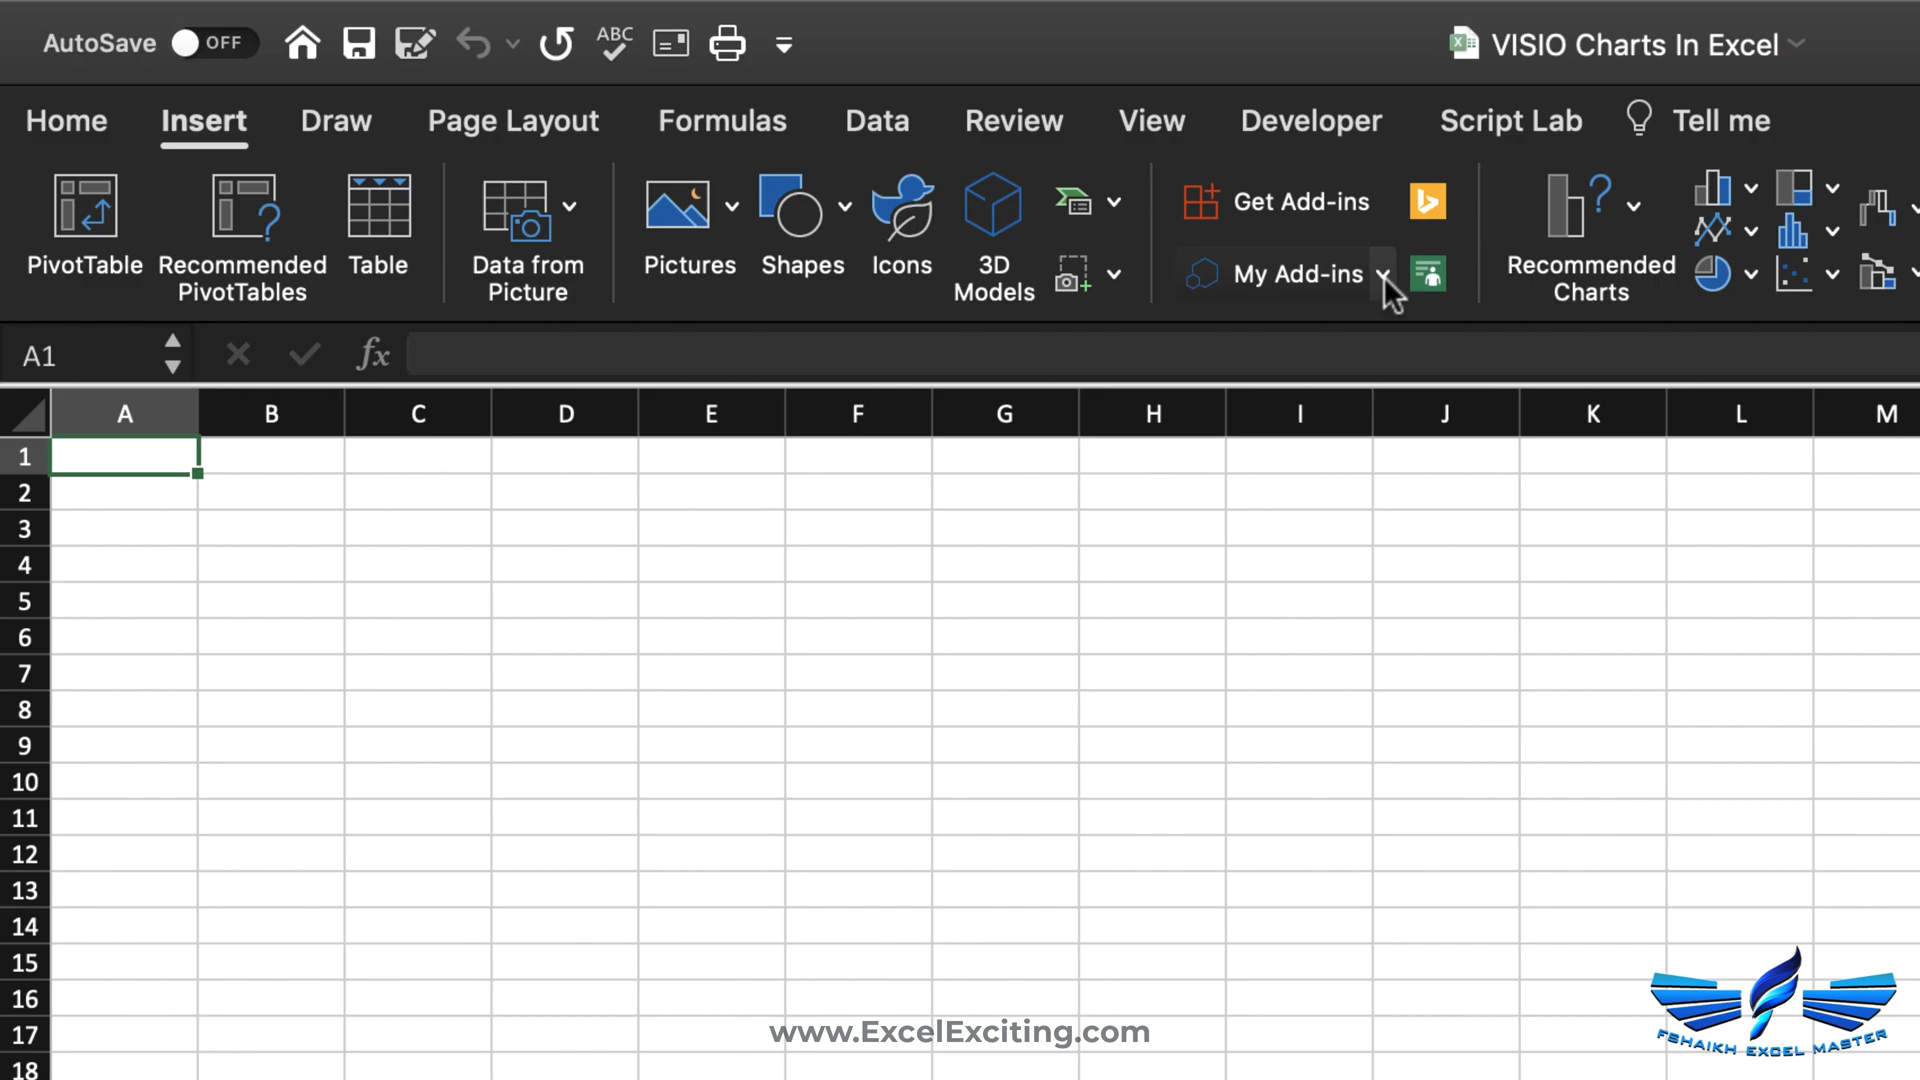 AutoSave OFF ABC VISIO Charts In Excel
Home Insert Draw Page Layout Formulas Data Review View Developer Script Lab Tell me
Get Add-ins
PivotTable Recommended PivotTables Table Data from Picture Pictures Shapes Icons 3D Models My Add-ins Recommended Charts
A1 fx
A B C D E F G H I J K L M
1
2
3
4
5
6
7
8
9
10
11
12
13
14
15
16
17
18
www.ExcelExciting.com
FSHAIKH EXCEL MASTER